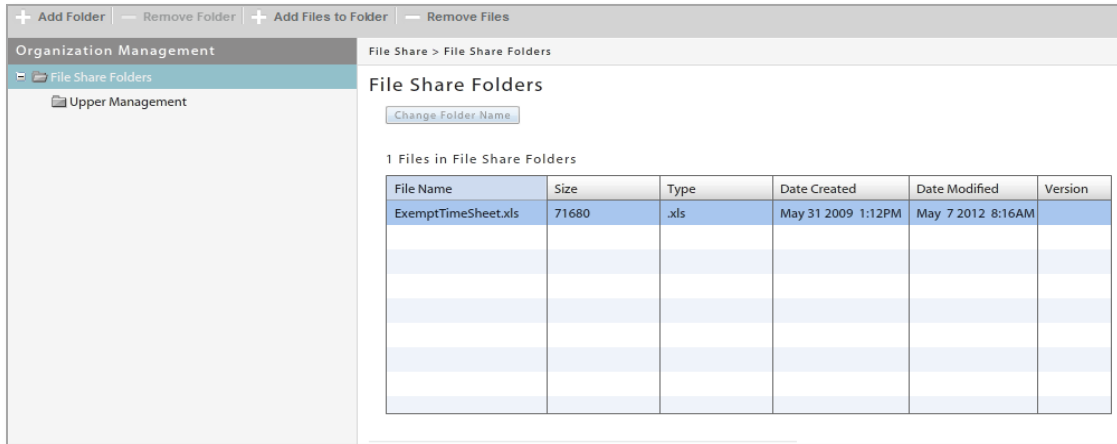 Add Folder Remove Folder Add Files to Folder Remove Files
Organization Management
File Share Folders
Upper Management
File Share > File Share Folders
File Share Folders
Change Folder Name
1 Files in File Share Folders
File Name Size Type Date Created Date Modified Version
ExemptTimeSheet.xls 71680 .xls May 31 2009 1:12PM May 7 2012 8:16AM